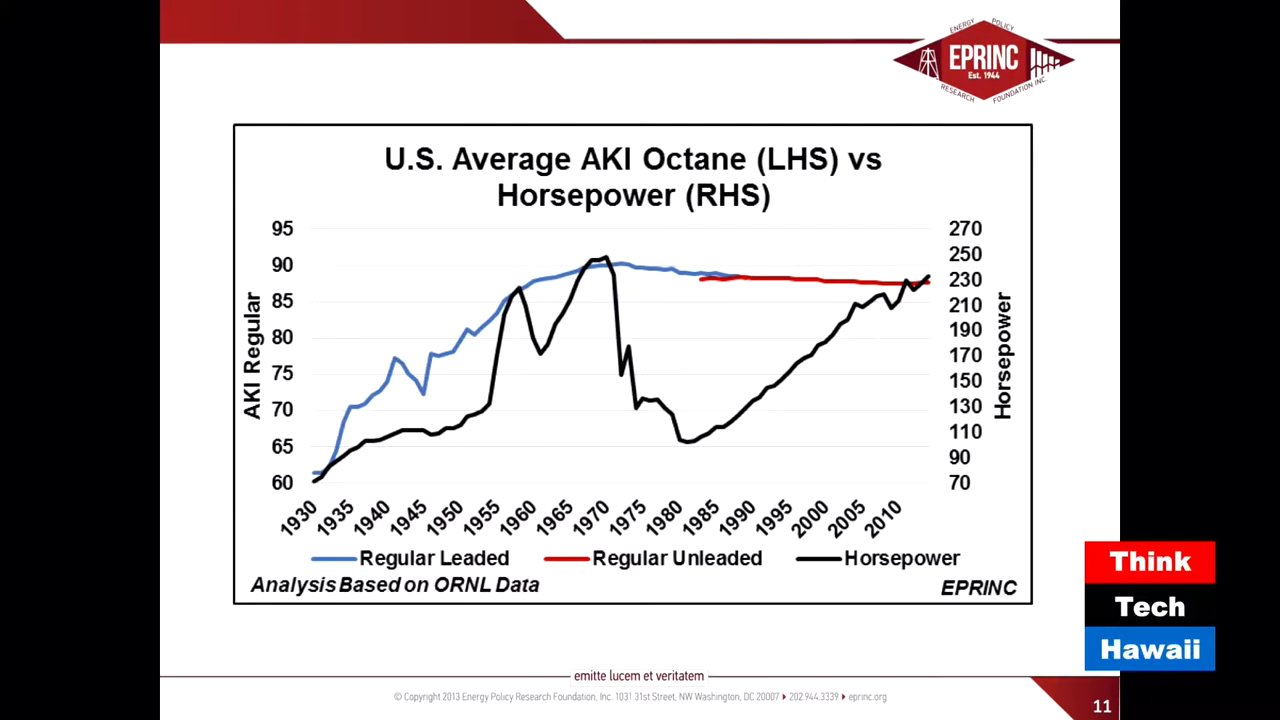 ENERGY POLICY
EPRINC
Est. 1944
RESEARCH FOUNDATION INC.
U.S. Average AKI Octane (LHS) vs
Horsepower (RHS)
95
90
85
80
75
70
65
60
AKI Regular
270
250
230
210
190
170
150
130
110
90
70
Horsepower
1930 1935 1940 1945 1950 1955 1960 1965 1970 1975 1980 1985 1990 1995 2000 2005 2010
Regular Leaded Regular Unleaded Horsepower
Analysis Based on ORNL Data EPRINC
Think
Tech
Hawaii
emitte lucem et veritatem
© Copyright 2013 Energy Policy Research Foundation, Inc. 1031 31st Street, NW Washington, DC 20007 202.944.3339 eprinc.org
11